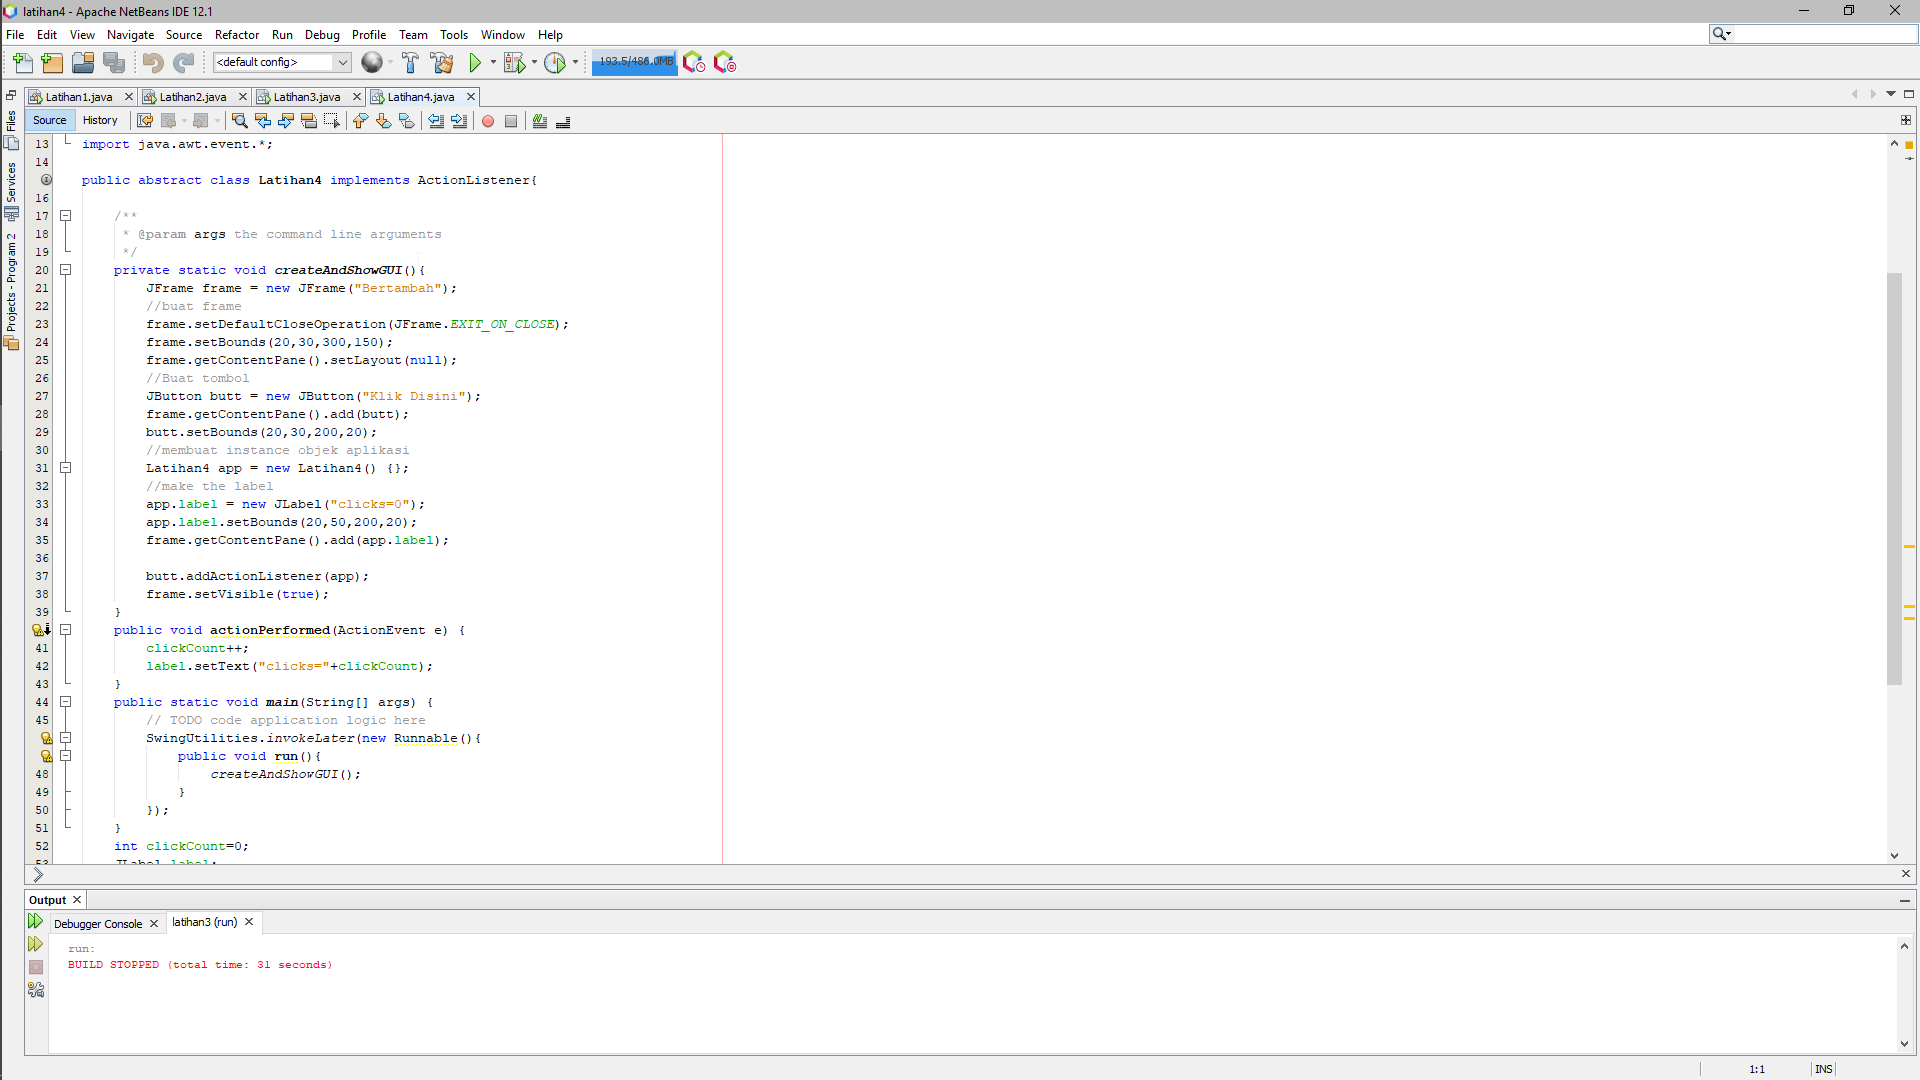 latihan4 - Apache NetBeans IDE 12.1
File Edit View Navigate Source Refactor Run Debug Profile Team Tools Window Help
<default config>
193.5/486.0MB
Latihan1.java Latihan2.java Latihan3.java Latihan4.java
Files
Services
Projects - Program 2
Source History
13 import java.awt.event.*;
14
public abstract class Latihan4 implements ActionListener{
16
17 /**
18 * @param args the command line arguments
19 */
20 private static void createAndShowGUI(){
21 JFrame frame = new JFrame("Bertambah");
22 //buat frame
23 frame.setDefaultCloseOperation(JFrame.EXIT_ON_CLOSE);
24 frame.setBounds(20,30,300,150);
25 frame.getContentPane().setLayout(null);
26 //Buat tombol
27 JButton butt = new JButton("Klik Disini");
28 frame.getContentPane().add(butt);
29 butt.setBounds(20,30,200,20);
30 //membuat instance objek aplikasi
31 Latihan4 app = new Latihan4() {};
32 //make the label
33 app.label = new JLabel("clicks=0");
34 app.label.setBounds(20,50,200,20);
35 frame.getContentPane().add(app.label);
36
37 butt.addActionListener(app);
38 frame.setVisible(true);
39 }
public void actionPerformed(ActionEvent e) {
41 clickCount++;
42 label.setText("clicks="+clickCount);
43 }
44 public static void main(String[] args) {
45 // TODO code application logic here
SwingUtilities.invokeLater(new Runnable(){
public void run(){
48 createAndShowGUI();
49 }
50 });
51 }
52 int clickCount=0;
53 JLabel label;
Output
Debugger Console latihan3 (run)
run:
BUILD STOPPED (total time: 31 seconds)
1:1 INS